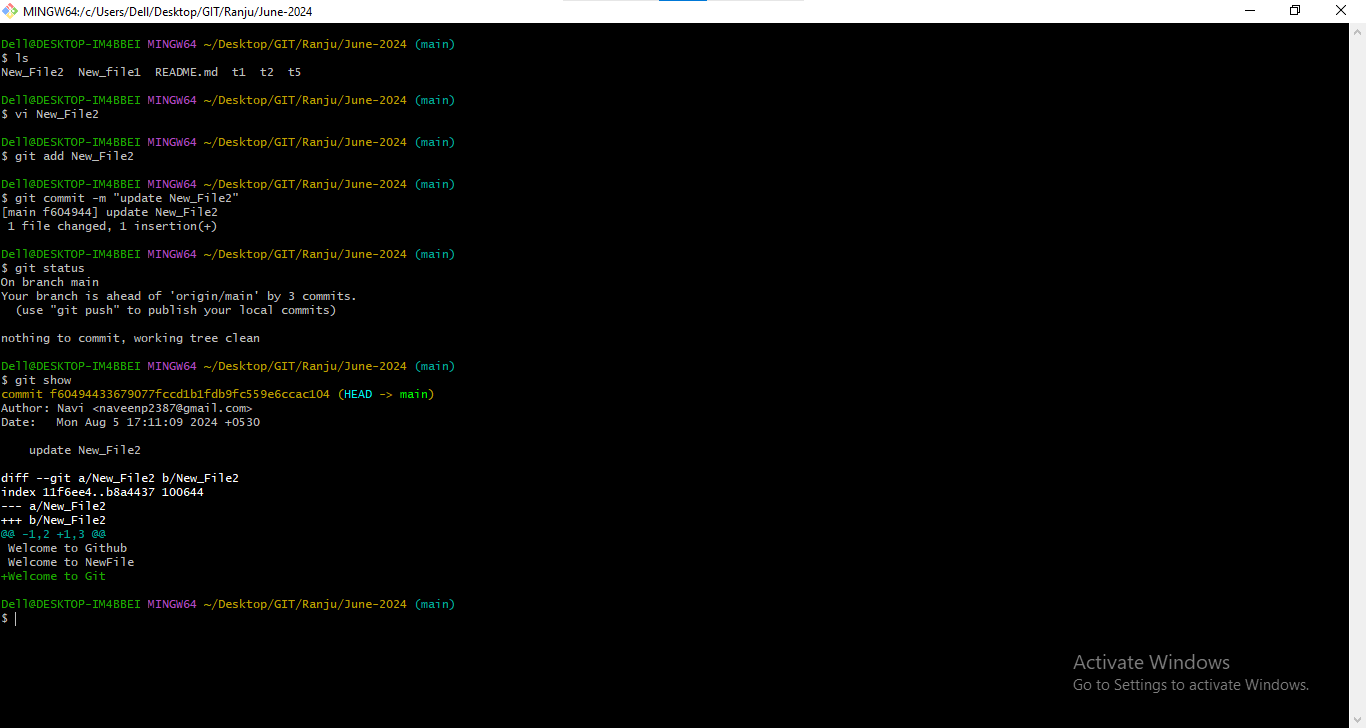 MINGW64:/c/Users/Dell/Desktop/GIT/Ranju/June-2024
Dell@DESKTOP-IM4BBEI MINGW64 ~/Desktop/GIT/Ranju/June-2024 (main)
$ ls
New_File2  New_file1  README.md  t1  t2  t5
Dell@DESKTOP-IM4BBEI MINGW64 ~/Desktop/GIT/Ranju/June-2024 (main)
$ vi New_File2
Dell@DESKTOP-IM4BBEI MINGW64 ~/Desktop/GIT/Ranju/June-2024 (main)
$ git add New_File2
Dell@DESKTOP-IM4BBEI MINGW64 ~/Desktop/GIT/Ranju/June-2024 (main)
$ git commit -m "update New_File2"
[main f604944] update New_File2
 1 file changed, 1 insertion(+)
Dell@DESKTOP-IM4BBEI MINGW64 ~/Desktop/GIT/Ranju/June-2024 (main)
$ git status
On branch main
Your branch is ahead of 'origin/main' by 3 commits.
  (use "git push" to publish your local commits)
nothing to commit, working tree clean
Dell@DESKTOP-IM4BBEI MINGW64 ~/Desktop/GIT/Ranju/June-2024 (main)
$ git show
commit f60494433679077fccd1b1fdb9fc559e6ccac104 (HEAD -> main)
Author: Navi <naveenp2387@gmail.com>
Date:   Mon Aug 5 17:11:09 2024 +0530
    update New_File2
diff --git a/New_File2 b/New_File2
index 11f6ee4..b8a4437 100644
--- a/New_File2
+++ b/New_File2
@@ -1,2 +1,3 @@
 Welcome to Github
 Welcome to NewFile
+Welcome to Git
Dell@DESKTOP-IM4BBEI MINGW64 ~/Desktop/GIT/Ranju/June-2024 (main)
$
Activate Windows
Go to Settings to activate Windows.